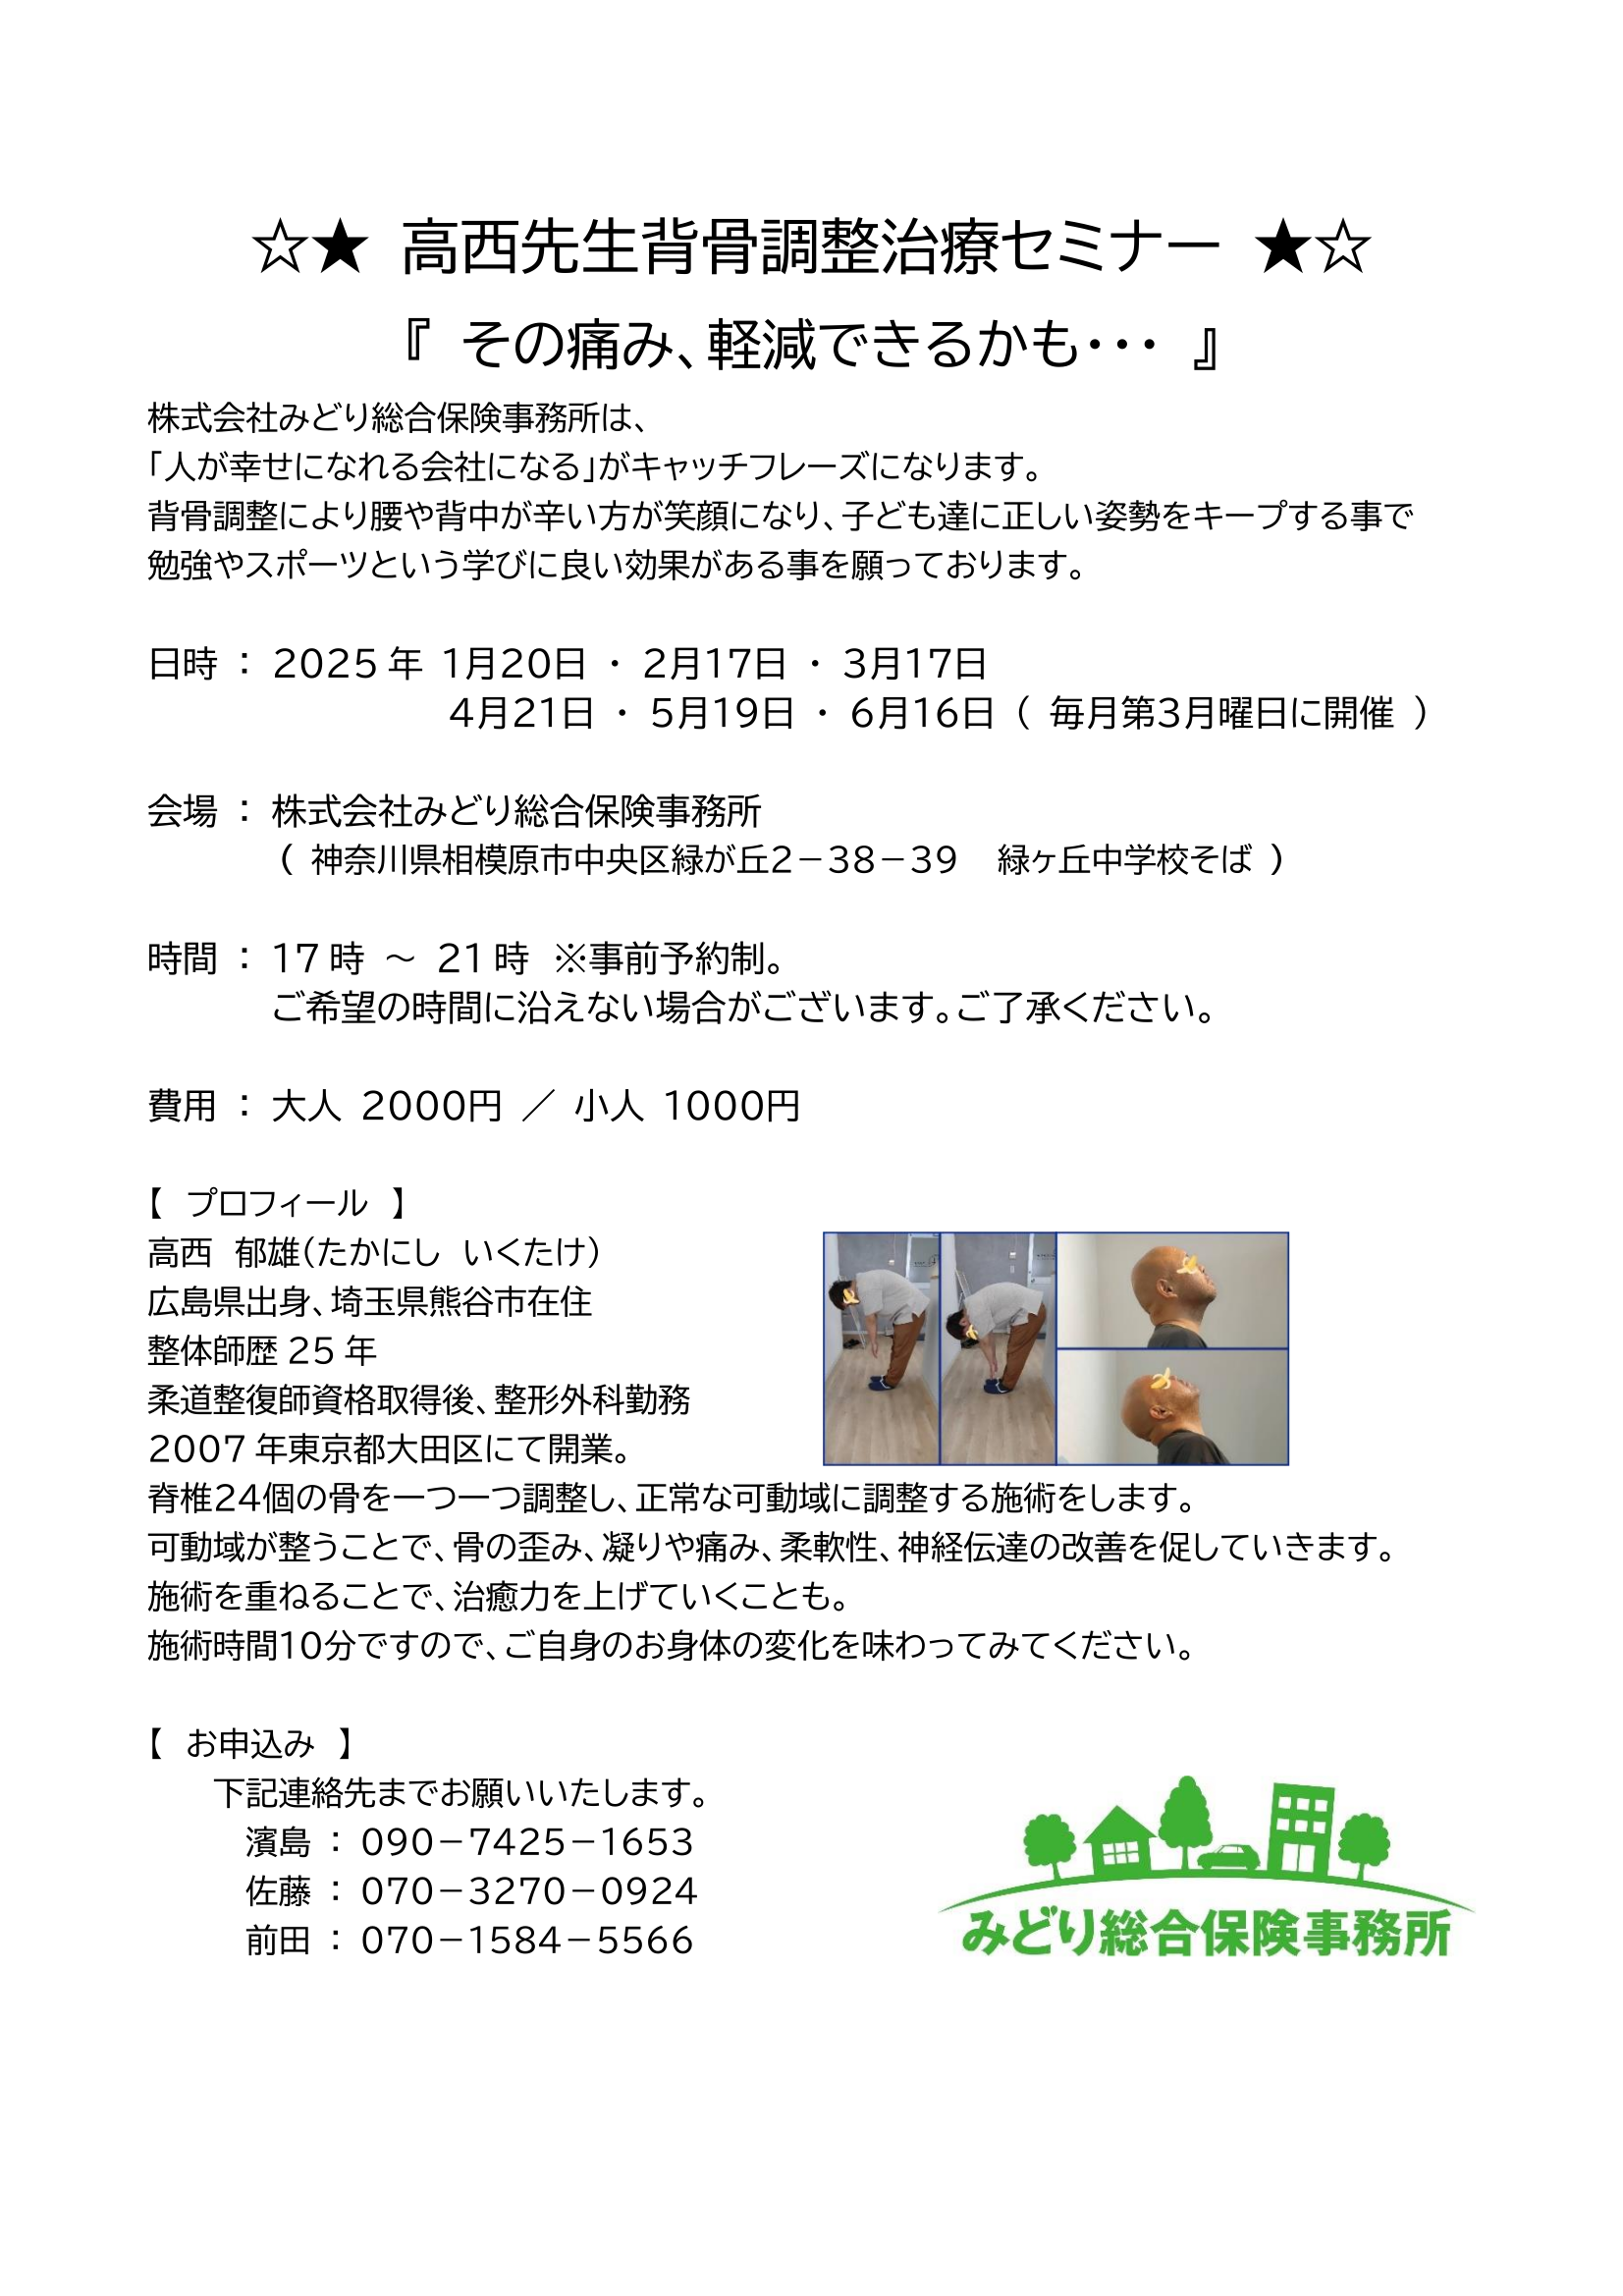 ☆★ 高西先生背骨調整治療セミナー ★☆
『 その痛み、軽減できるかも・・・ 』
株式会社みどり総合保険事務所は、
「人が幸せになれる会社になる」がキャッチフレーズになります。
背骨調整により腰や背中が辛い方が笑顔になり、子ども達に正しい姿勢をキープする事で
勉強やスポーツという学びに良い効果がある事を願っております。
日時 : 2025年 1月20日 ・ 2月17日 ・ 3月17日
4月21日 ・ 5月19日 ・ 6月16日 ( 毎月第3月曜日に開催 )
会場 : 株式会社みどり総合保険事務所
( 神奈川県相模原市中央区緑が丘2-38-39 緑ヶ丘中学校そば )
時間 : 17時 ~ 21時 ※事前予約制。
ご希望の時間に沿えない場合がございます。ご了承ください。
費用 : 大人 2000円 / 小人 1000円
【 プロフィール 】
高西 郁雄(たかにし いくたけ)
広島県出身、埼玉県熊谷市在住
整体師歴25年
柔道整復師資格取得後、整形外科勤務
2007年東京都大田区にて開業。
脊椎24個の骨を一つ一つ調整し、正常な可動域に調整する施術をします。
可動域が整うことで、骨の歪み、凝りや痛み、柔軟性、神経伝達の改善を促していきます。
施術を重ねることで、治癒力を上げていくことも。
施術時間10分ですので、ご自身のお身体の変化を味わってみてください。
【 お申込み 】
下記連絡先までお願いいたします。
濱島 : 090-7425-1653
佐藤 : 070-3270-0924
前田 : 070-1584-5566
みどり総合保険事務所